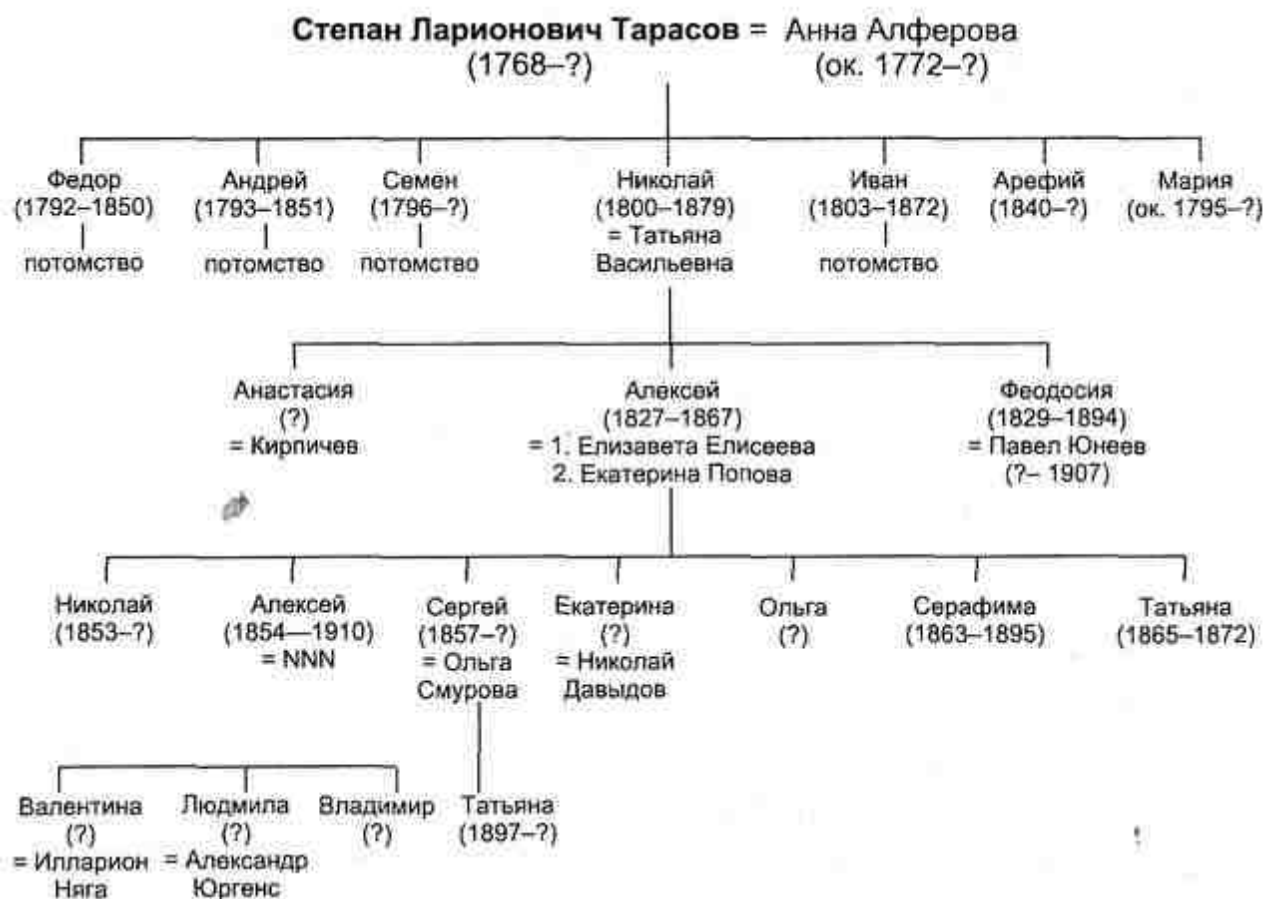 Степан Ларионович Тарасов = Анна Алферова
(1768–?) (ок. 1772–?)
Федор Андрей Семен Николай Иван Арефий Мария
(1792–1850) (1793–1851) (1796–?) (1800–1879) (1803–1872) (1840–?) (ок. 1795–?)
= Татьяна
потомство потомство потомство Васильевна потомство
Анастасия Алексей Феодосия
(?) (1827–1867) (1829–1894)
= Кирпичев = 1. Елизавета Елисеева = Павел Юнеев
2. Екатерина Попова (?– 1907)
Николай Алексей Сергей Екатерина Ольга Серафима Татьяна
(1853–?) (1854—1910) (1857–?) (?) (?) (1863–1895) (1865–1872)
= NNN = Ольга = Николай
Смурова Давыдов
Валентина Людмила Владимир Татьяна
(?) (?) (?) (1897–?)
= Илларион = Александр
Няга Юргенс